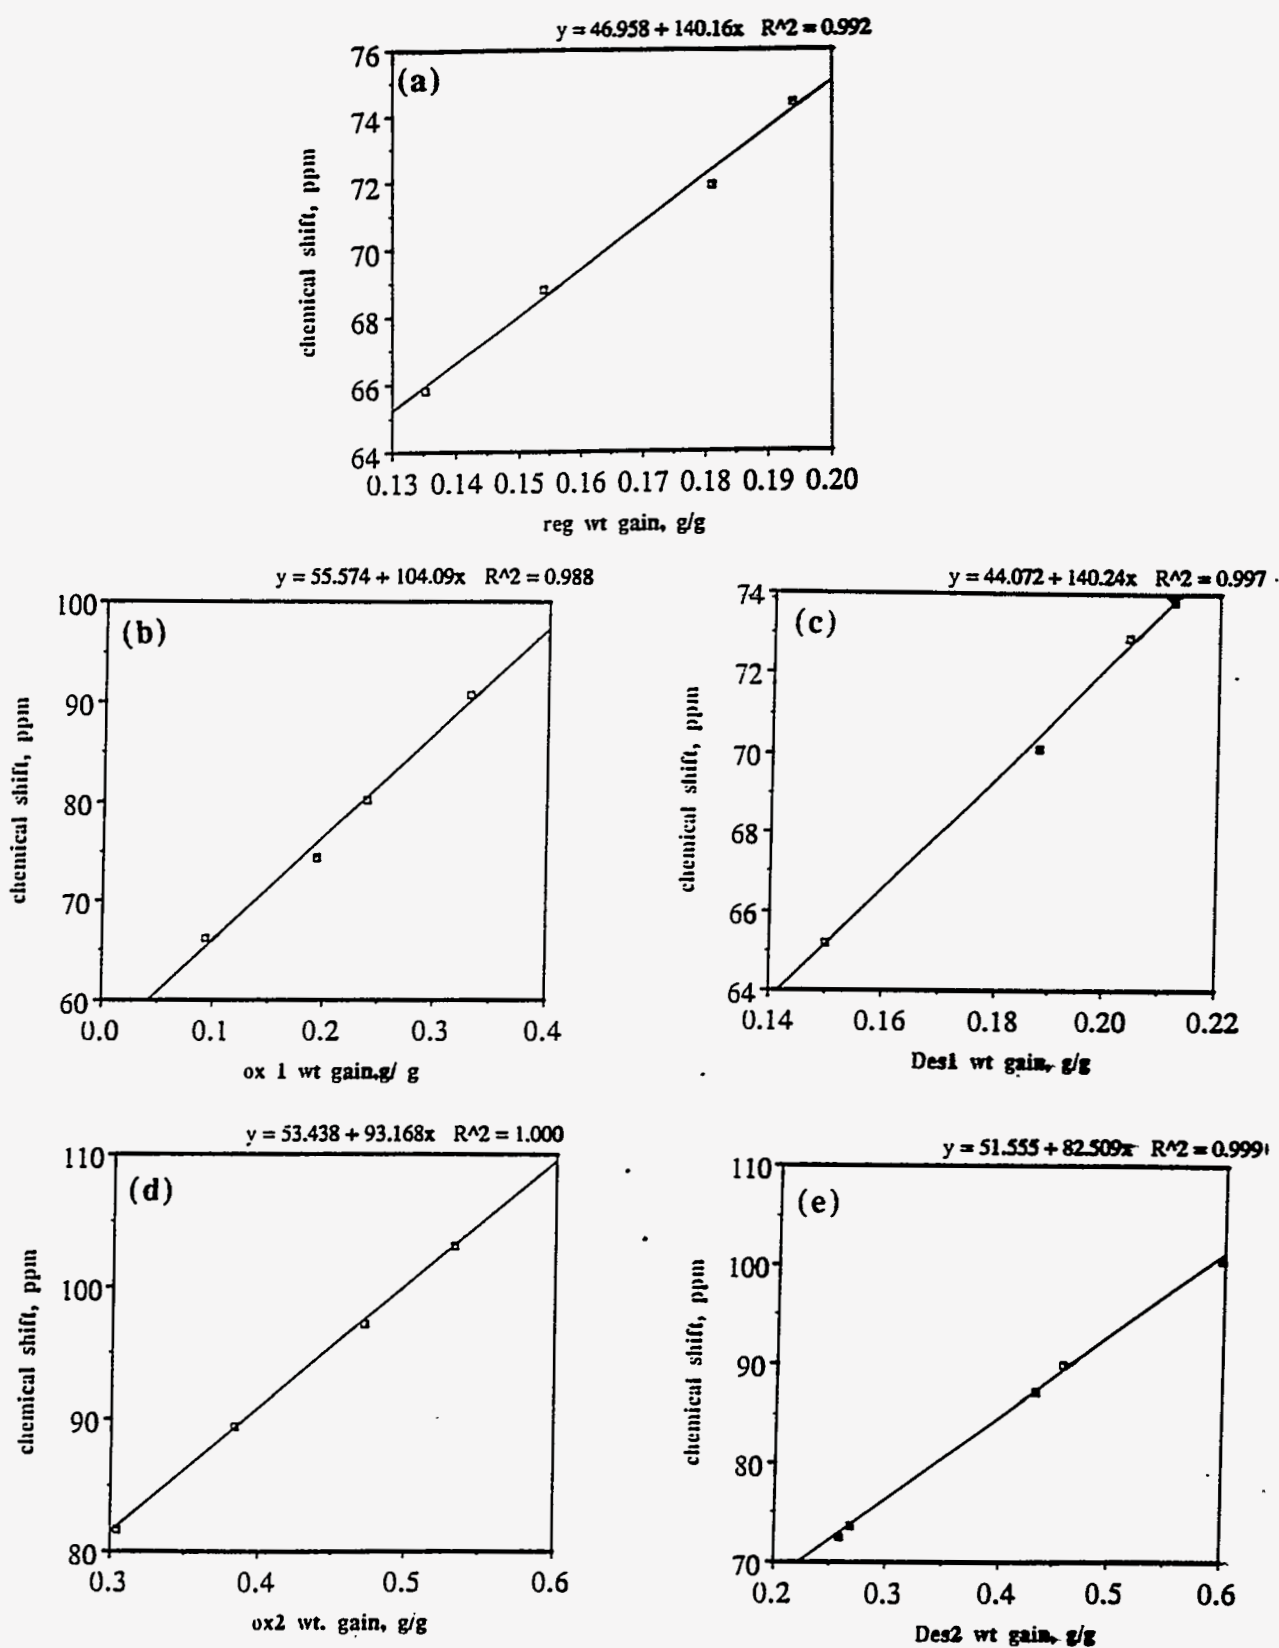 y = 46.958 + 140.16x R^2 = 0.992
(a)
76
74
72
70
68
66
64
chemical shift, ppm
0.13 0.14 0.15 0.16 0.17 0.18 0.19 0.20
reg wt gain, g/g
y = 55.574 + 104.09x R^2 = 0.988
(b)
100
90
80
70
60
chemical shift, ppm
0.0 0.1 0.2 0.3 0.4
ox 1 wt gain,g/ g
y = 44.072 + 140.24x R^2 = 0.997
(c)
74
72
70
68
66
64
chemical shift, ppm
0.14 0.16 0.18 0.20 0.22
Des1 wt gain, g/g
y = 53.438 + 93.168x R^2 = 1.000
(d)
110
100
90
80
chemical shift, ppm
0.3 0.4 0.5 0.6
ox2 wt. gain, g/g
y = 51.555 + 82.509x R^2 = 0.999
(e)
110
100
90
80
70
chemical shift, ppm
0.2 0.3 0.4 0.5 0.6
Des2 wt gain, g/g